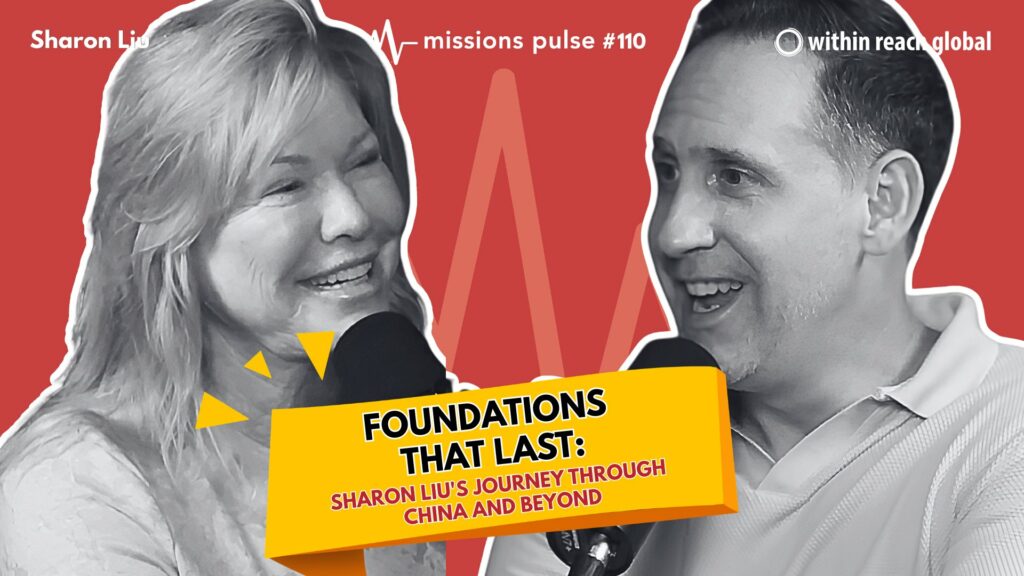 Sharon Liu
missions pulse #110
within reach global
FOUNDATIONS
THAT LAST:
SHARON LIU'S JOURNEY THROUGH
CHINA AND BEYOND